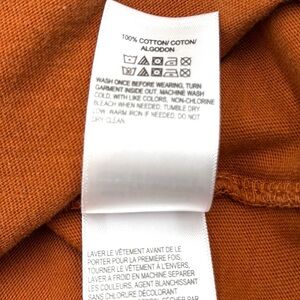 100% COTTON/ COTON/
ALGODON
WASH ONCE BEFORE WEARING, TURN
GARMENT INSIDE OUT. MACHINE WASH
COLD, WITH LIKE COLORS, NON-CHLORINE
BLEACH WHEN NEEDED, TUMBLE DRY
LOW. WARM IRON IF NEEDED, DO NOT
DRY CLEAN.
LAVER LE VÊTEMENT AVANT DE LE
PORTER POUR LA PREMIÈRE FOIS,
TOURNER LE VÊTEMENT À L'ENVERS,
LAVER À FROID EN MACHINE SÉPARER
LES COULEURS, AGENT BLANCHISSANT
SANS CHLORURE DÉCOLORANT